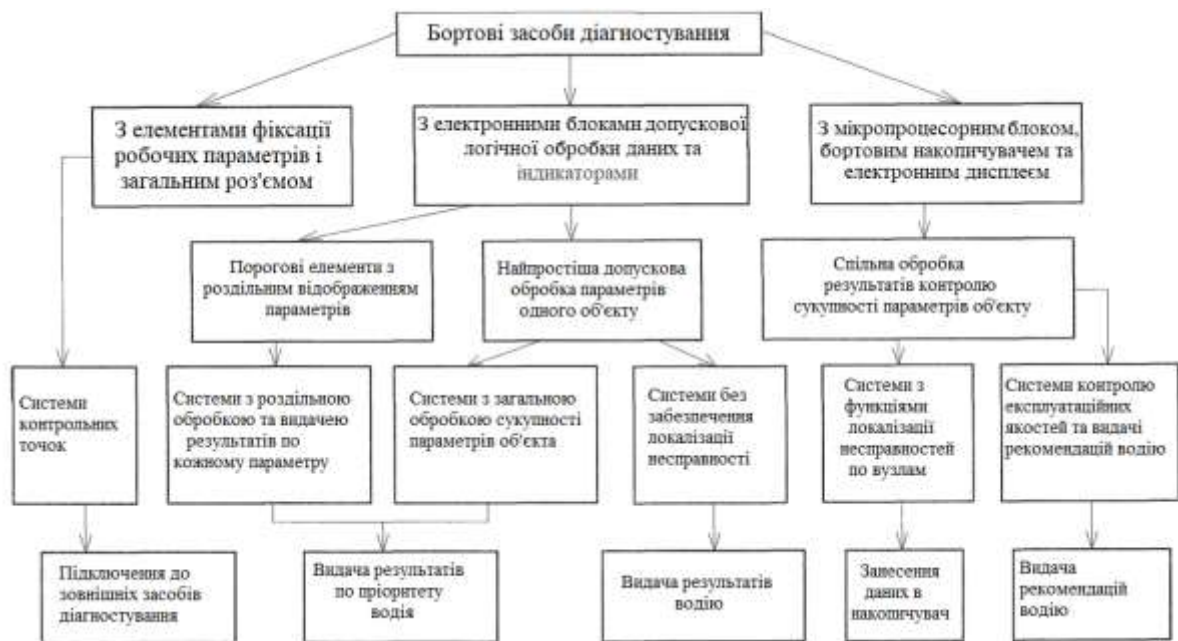 Бортові засоби діагностування
З елементами фіксації
робочих параметрів і
загальним роз'ємом
З електронними блоками допускової
логічної обробки даних та
індикаторами
З мікропроцесорним блоком,
бортовим накопичувачем та
електронним дисплеєм
Порогові елементи з
роздільним відображенням
параметрів
Найпростіша допускова
обробка параметрів
одного об'єкту
Спільна обробка
результатів контролю
сукупності параметрів об'єкту
Системи
контрольних
точок
Системи з роздільною
обробкою та видачею
результатів по
кожному параметру
Системи з загальною
обробкою сукупності
параметрів об'єкта
Системи без
забезпечення
локалізації
несправності
Системи з
функціями
локалізації
несправностей
по вузлам
Системи контролю
експлуатаційних
якостей та видачі
рекомендацій водію
Підключення до
зовнішніх засобів
діагностування
Видача результатів
по пріоритету
водія
Видача результатів
водію
Занесення
даних в
накопичувач
Видача
рекомендацій
водію